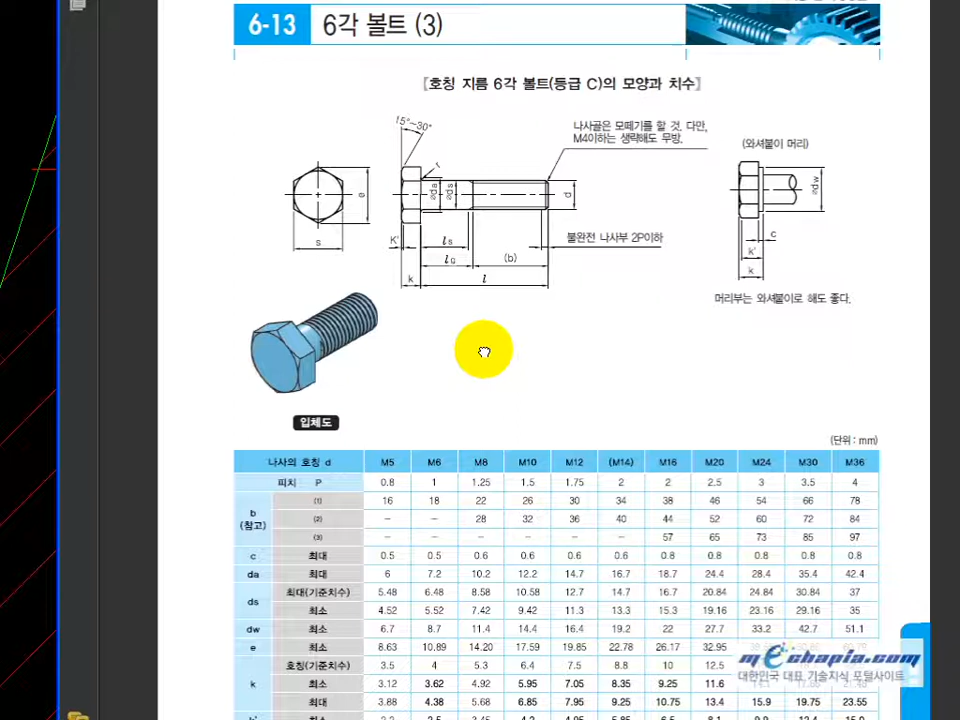 6-13 6각 볼트 (3)
〖호칭 지름 6각 볼트(등급 C)의 모양과 치수〗
15°~30°
나사끝은 모떼기를 할 것. 다만,
M4이하는 생략해도 무방.
(와셔붙이 머리)
r
e
øda
øds
d
ødw
s
K'
ls
불완전 나사부 2P이하
c
lg
(b)
k'
k
l
k
머리부는 와셔붙이로 해도 좋다.
입체도
(단위 : mm)
나사의 호칭 d M5 M6 M8 M10 M12 (M14) M16 M20 M24 M30 M36
피치 P 0.8 1 1.25 1.5 1.75 2 2 2.5 3 3.5 4
b (참고) (1) 16 18 22 26 30 34 38 46 54 66 78
(2) − − 28 32 36 40 44 52 60 72 84
(3) − − − − − − 57 65 73 85 97
c 최대 0.5 0.5 0.6 0.6 0.6 0.6 0.8 0.8 0.8 0.8 0.8
da 최대 6 7.2 10.2 12.2 14.7 16.7 18.7 24.4 28.4 35.4 42.4
ds 최대(기준치수) 5.48 6.48 8.58 10.58 12.7 14.7 16.7 20.84 24.84 30.84 37
최소 4.52 5.52 7.42 9.42 11.3 13.3 15.3 19.16 23.16 29.16 35
dw 최소 6.7 8.7 11.4 14.4 16.4 19.2 22 27.7 33.2 42.7 51.1
e 최소 8.63 10.89 14.20 17.59 19.85 22.78 26.17 32.95
k 호칭(기준치수) 3.5 4 5.3 6.4 7.5 8.8 10 12.5
최소 3.12 3.62 4.92 5.95 7.05 8.35 9.25 11.6
최대 3.88 4.38 5.68 6.85 7.95 9.25 10.75 13.4 15.9 19.75 23.55
mechapia.com
대한민국 대표 기술지식 포털사이트